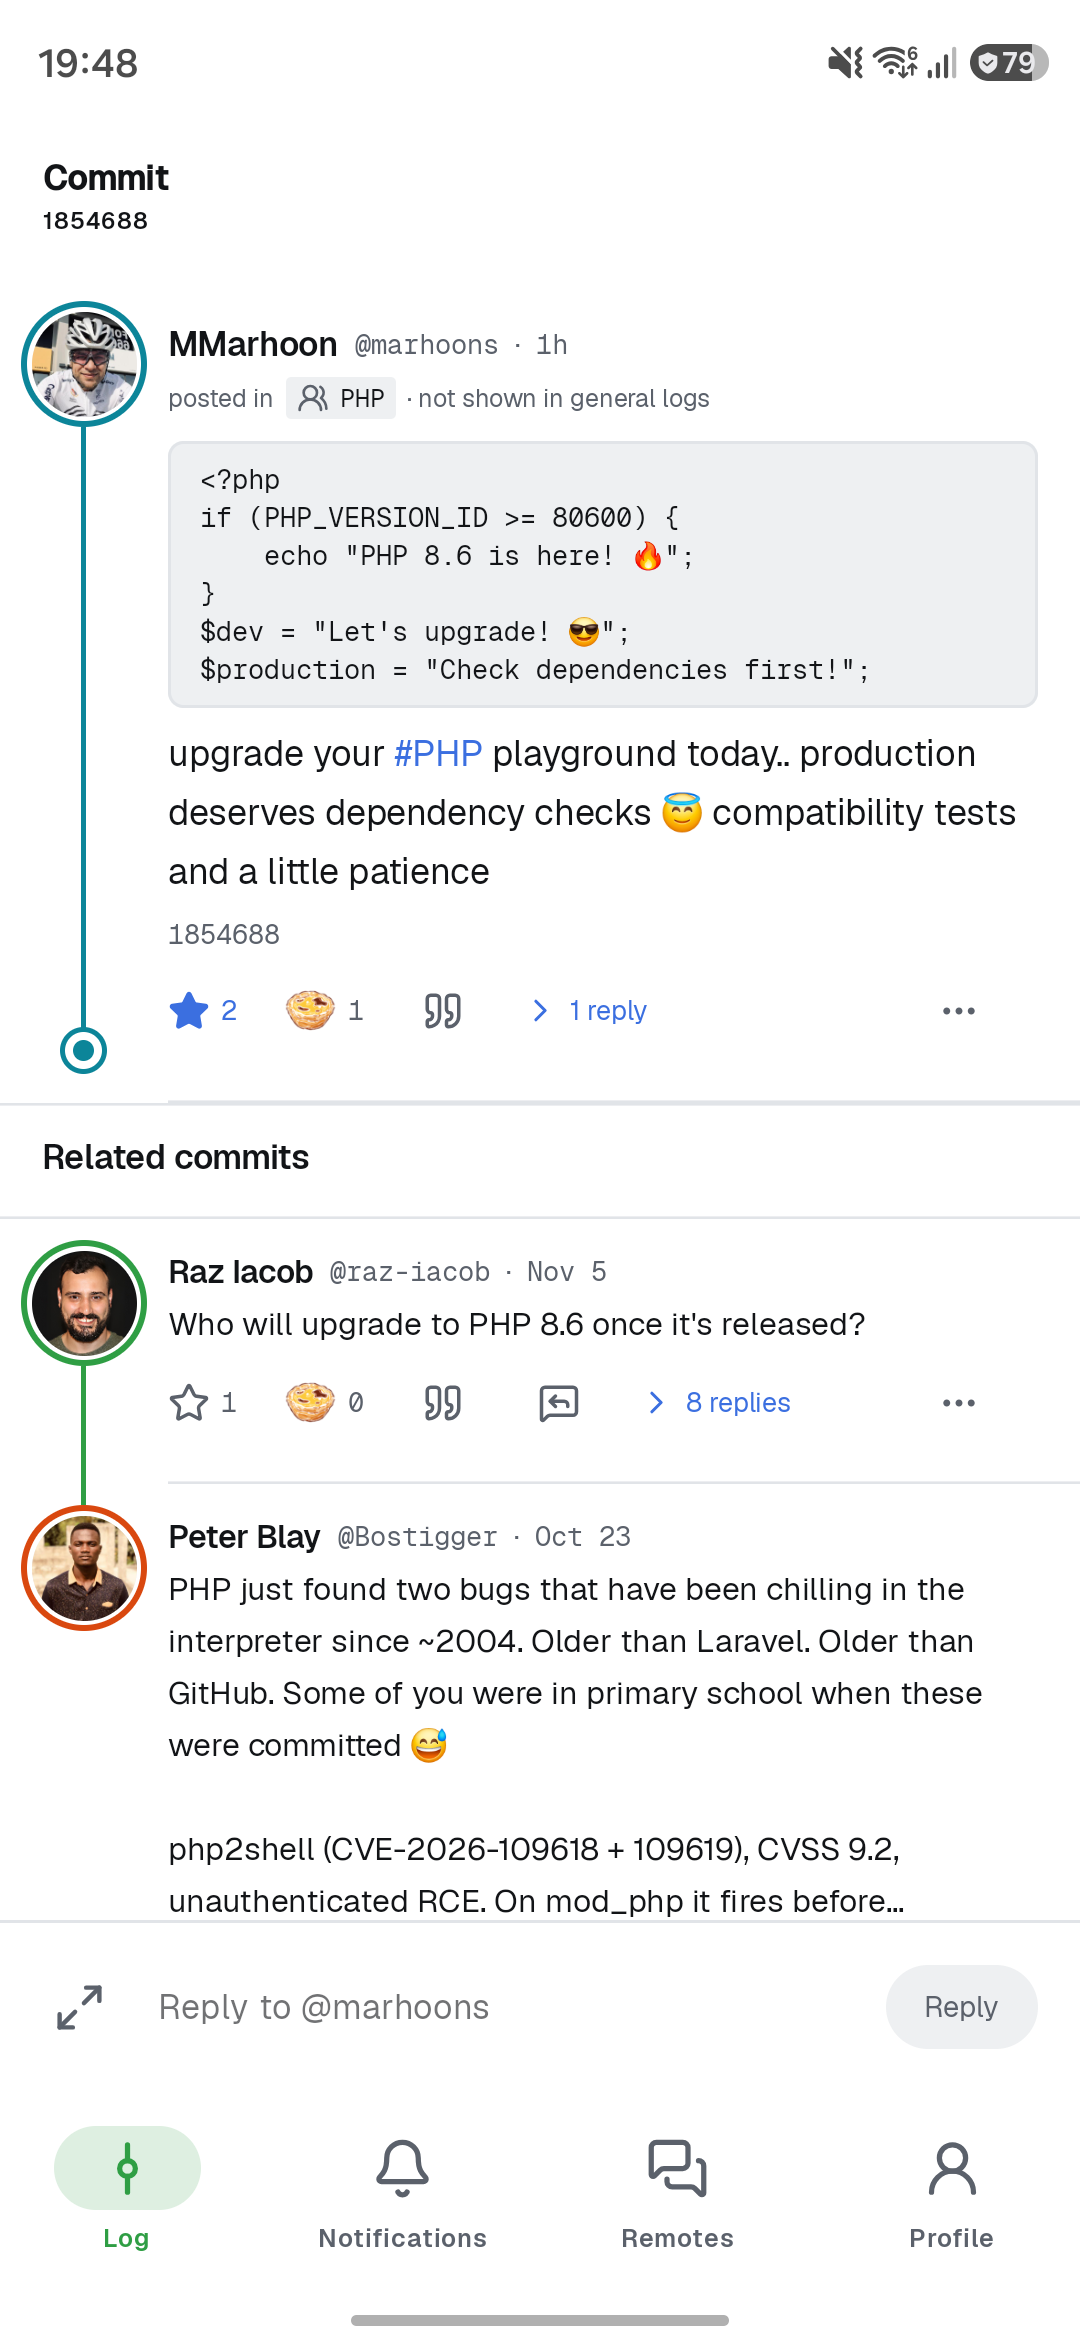 19:48
6
79
Commit
1854688
MMarhoon @marhoons · 1h
posted in PHP · not shown in general logs
<?php
if (PHP_VERSION_ID >= 80600) {
    echo "PHP 8.6 is here! 🔥";
}
$dev = "Let's upgrade! 😎";
$production = "Check dependencies first!";
upgrade your #PHP playground today.. production
deserves dependency checks 😇 compatibility tests
and a little patience
1854688
2 1 1 reply
Related commits
Raz Iacob @raz-iacob · Nov 5
Who will upgrade to PHP 8.6 once it's released?
1 0 8 replies
Peter Blay @Bostigger · Oct 23
PHP just found two bugs that have been chilling in the
interpreter since ~2004. Older than Laravel. Older than
GitHub. Some of you were in primary school when these
were committed 😅
php2shell (CVE-2026-109618 + 109619), CVSS 9.2,
unauthenticated RCE. On mod_php it fires before...
Reply to @marhoons
Reply
Log Notifications Remotes Profile